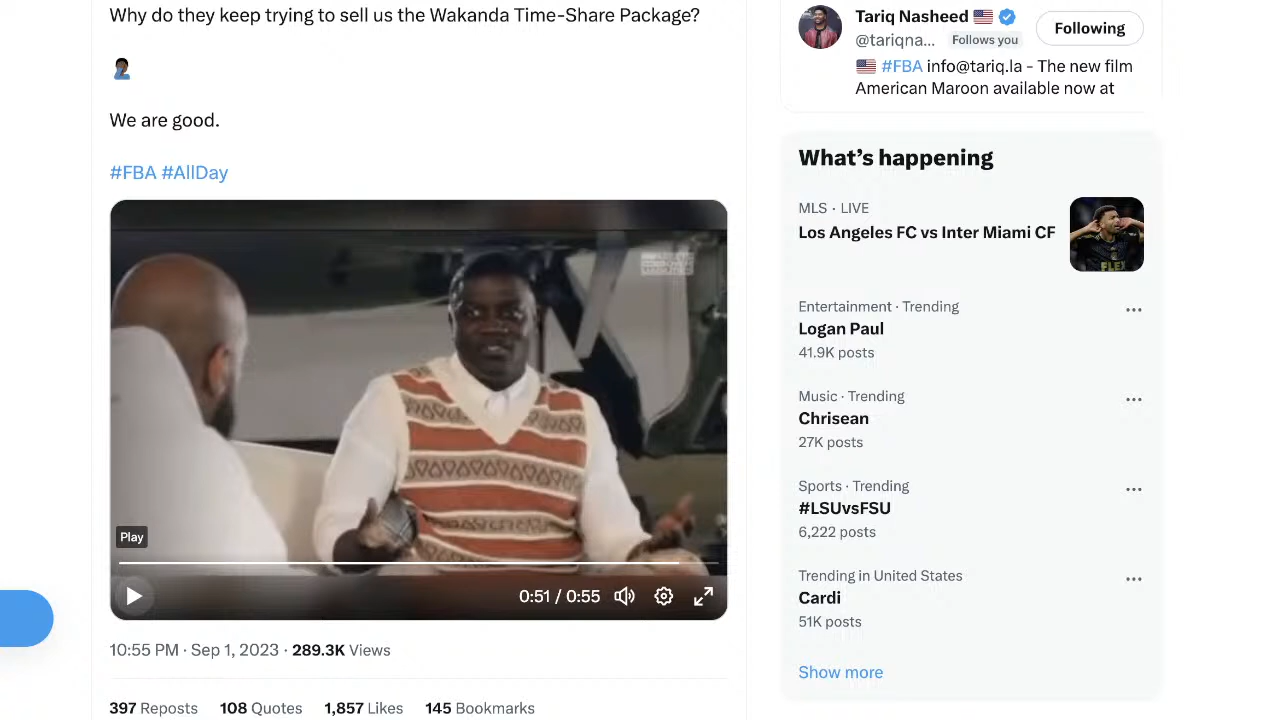 Why do they keep trying to sell us the Wakanda Time-Share Package?
We are good.
#FBA #AllDay
Play
0:51 / 0:55
10:55 PM · Sep 1, 2023 · 289.3K Views
397 Reposts 108 Quotes 1,857 Likes 145 Bookmarks
Tariq Nasheed
@tariqna... Follows you
Following
#FBA info@tariq.la - The new film
American Maroon available now at
What's happening
MLS · LIVE
Los Angeles FC vs Inter Miami CF
FLEX
Entertainment · Trending
Logan Paul
41.9K posts
Music · Trending
Chrisean
27K posts
Sports · Trending
#LSUvsFSU
6,222 posts
Trending in United States
Cardi
51K posts
Show more